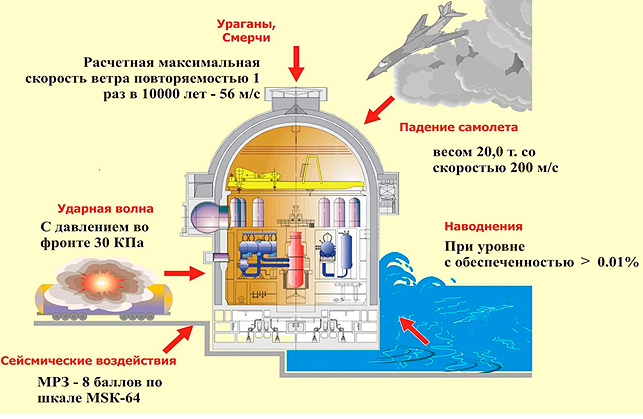 Ураганы,
Смерчи
Расчетная максимальная
скорость ветра повторяемостью 1
раз в 10000 лет - 56 м/с
Падение самолета
весом 20,0 т. со
скоростью 200 м/с
Ударная волна
С давлением во
фронте 30 КПа
Наводнения
При уровне
с обеспеченностью > 0.01%
Сейсмические воздействия
МРЗ - 8 баллов по
шкале MSK-64